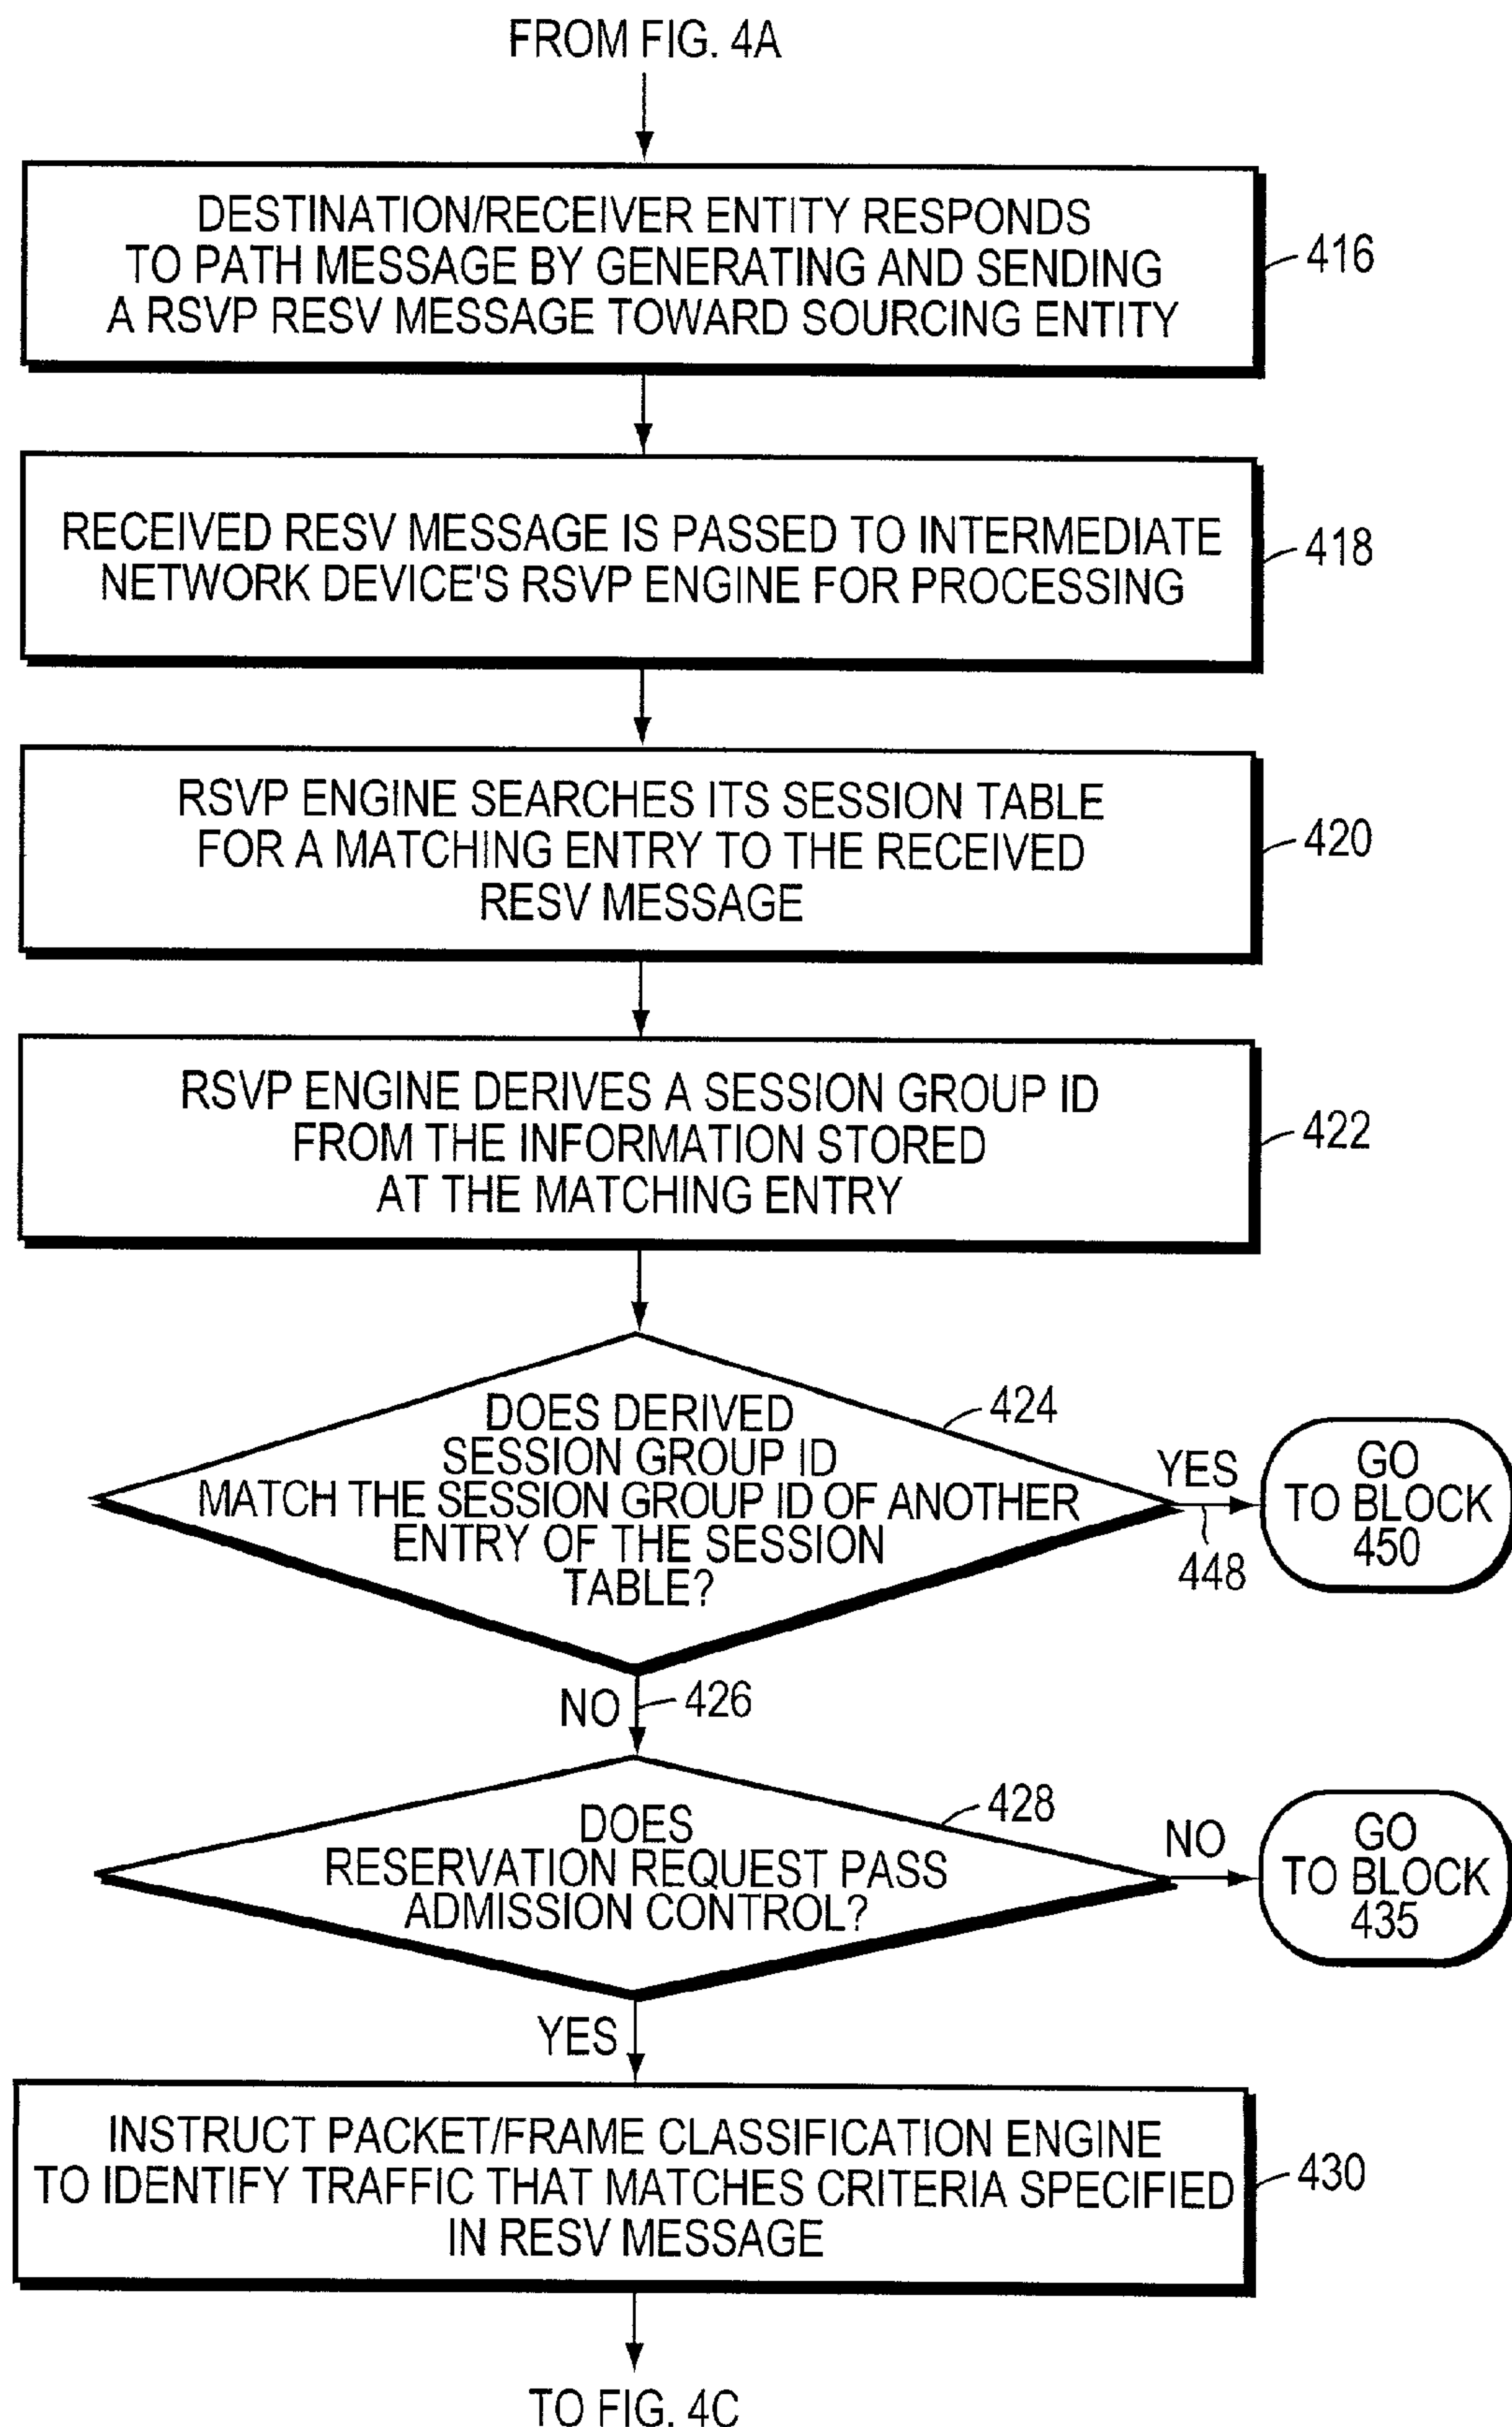 FROM FIG. 4A
DESTINATION/RECEIVER ENTITY RESPONDS
TO PATH MESSAGE BY GENERATING AND SENDING
A RSVP RESV MESSAGE TOWARD SOURCING ENTITY
416
RECEIVED RESV MESSAGE IS PASSED TO INTERMEDIATE
NETWORK DEVICE'S RSVP ENGINE FOR PROCESSING
418
RSVP ENGINE SEARCHES ITS SESSION TABLE
FOR A MATCHING ENTRY TO THE RECEIVED
RESV MESSAGE
420
RSVP ENGINE DERIVES A SESSION GROUP ID
FROM THE INFORMATION STORED
AT THE MATCHING ENTRY
422
DOES DERIVED
SESSION GROUP ID
MATCH THE SESSION GROUP ID OF ANOTHER
ENTRY OF THE SESSION
TABLE?
424
YES
448
GO
TO BLOCK
450
NO
426
DOES
RESERVATION REQUEST PASS
ADMISSION CONTROL?
428
NO
GO
TO BLOCK
435
YES
INSTRUCT PACKET/FRAME CLASSIFICATION ENGINE
TO IDENTIFY TRAFFIC THAT MATCHES CRITERIA SPECIFIED
IN RESV MESSAGE
430
TO FIG. 4C